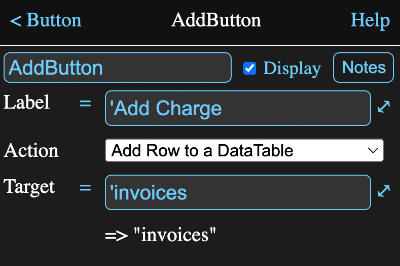 < Button AddButton Help
AddButton Display Notes
Label = 'Add Charge
Action Add Row to a DataTable
Target = 'invoices
=> "invoices"